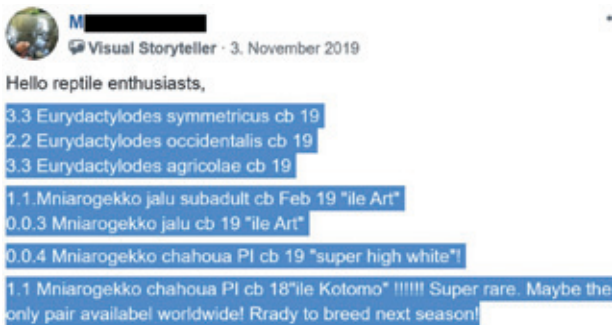 M
Visual Storyteller · 3. November 2019
Hello reptile enthusiasts,
3.3 Eurydactylodes symmetricus cb 19
2.2 Eurydactylodes occidentalis cb 19
3.3 Eurydactylodes agricolae cb 19
1.1.Mniarogekko jalu subadult cb Feb 19 "ile Art"
0.0.3 Mniarogekko jalu cb 19 "ile Art"
0.0.4 Mniarogekko chahoua PI cb 19 "super high white"!
1.1 Mniarogekko chahoua PI cb 18"ile Kotomo" !!!!!! Super rare. Maybe the
only pair availabel worldwide! Rrady to breed next season!